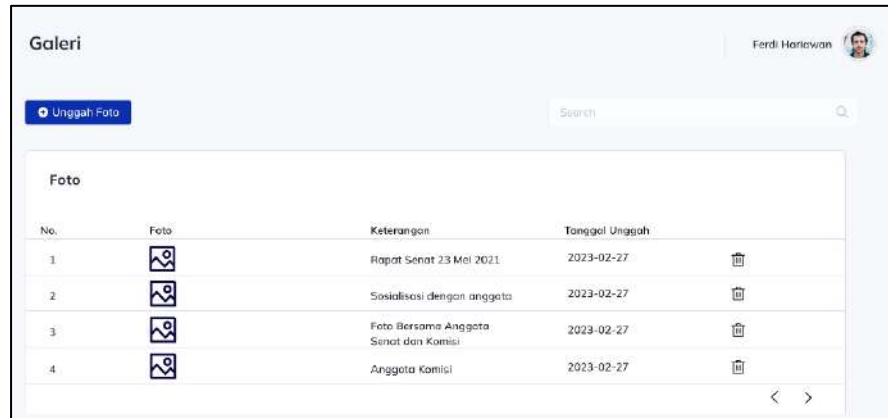 Galeri
Ferdi Hariawan
Unggah Foto
Search
Foto
No. Foto Keterangan Tanggal Unggah
1 Rapat Senat 23 Mei 2021 2023-02-27
2 Sosialisasi dengan anggota 2023-02-27
3 Foto Bersama Anggota
Senat dan Komisi 2023-02-27
4 Anggota Komisi 2023-02-27